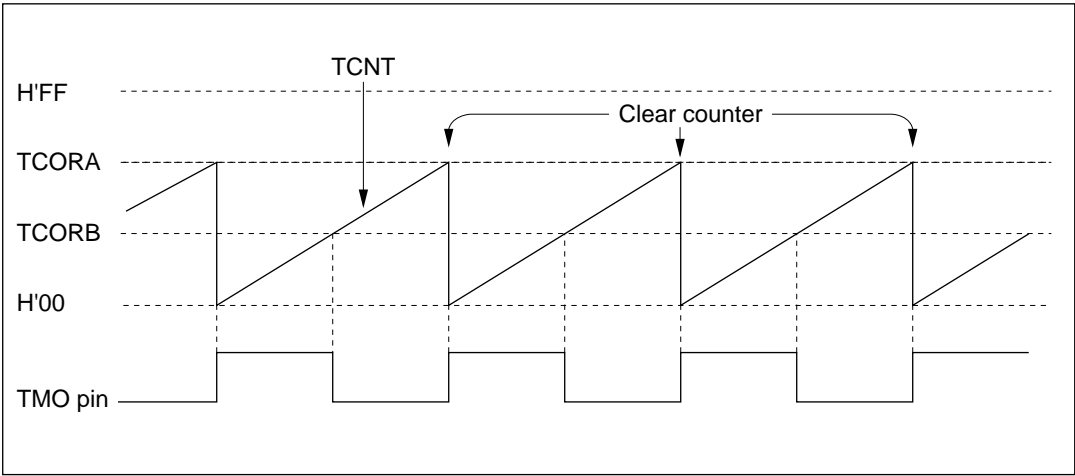 TCNT
H'FF
Clear counter
TCORA
TCORB
H'00
TMO pin